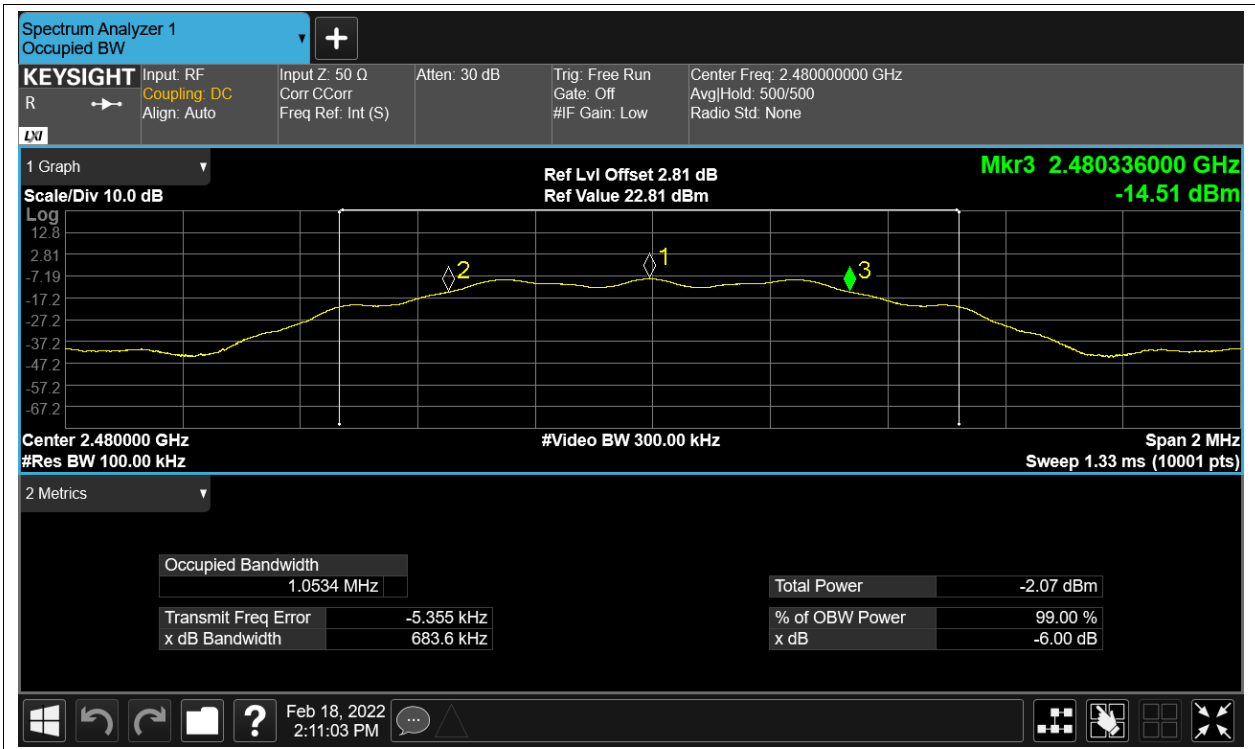 Spectrum Analyzer 1
Occupied BW
KEYSIGHT
R
LXI
Input: RF
Coupling: DC
Align: Auto
Input Z: 50 Ω
Corr CCorr
Freq Ref: Int (S)
Atten: 30 dB
Trig: Free Run
Gate: Off
#IF Gain: Low
Center Freq: 2.480000000 GHz
Avg|Hold: 500/500
Radio Std: None
1 Graph
Scale/Div 10.0 dB
Ref Lvl Offset 2.81 dB
Ref Value 22.81 dBm
Mkr3 2.480336000 GHz
-14.51 dBm
Log
12.8
2.81
-7.19
-17.2
-27.2
-37.2
-47.2
-57.2
-67.2
2
1
3
Center 2.480000 GHz
#Res BW 100.00 kHz
#Video BW 300.00 kHz
Span 2 MHz
Sweep 1.33 ms (10001 pts)
2 Metrics
Occupied Bandwidth
1.0534 MHz
Transmit Freq Error -5.355 kHz
x dB Bandwidth 683.6 kHz
Total Power -2.07 dBm
% of OBW Power 99.00 %
x dB -6.00 dB
?
Feb 18, 2022
2:11:03 PM